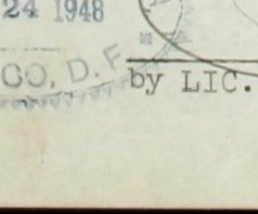 24 1948
CO, D. F.
by LIC.